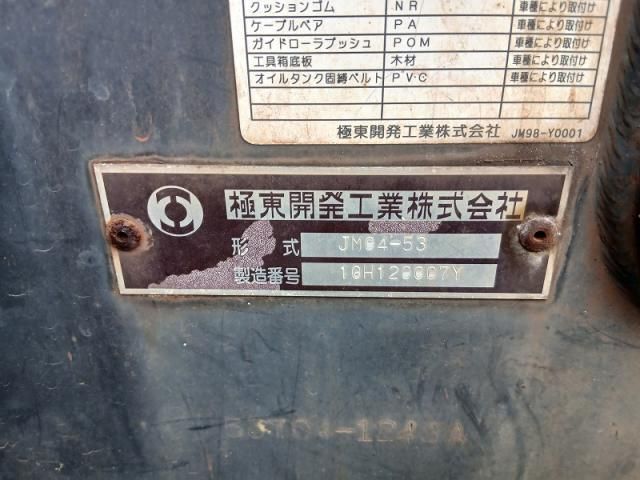 クッションゴム NR 車種により取付け
ケーブルベア PA 車種により取付け
ガイドローラブッシュ POM 車種により取付け
工具箱底板 木材 車種により取付け
オイルタンク固縛ベルト PVC 車種により取付け
極東開発工業株式会社 JM98-Y0001
極東開発工業株式会社
形式 JM04-53
製造番号